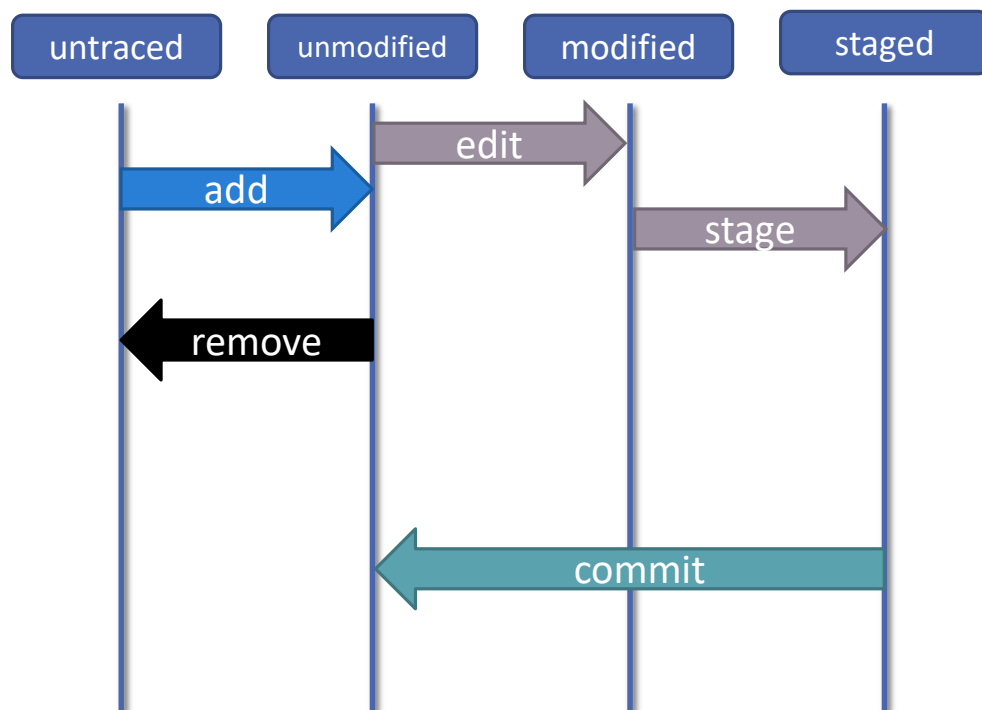 untraced
unmodified
modified
staged
edit
add
stage
remove
commit